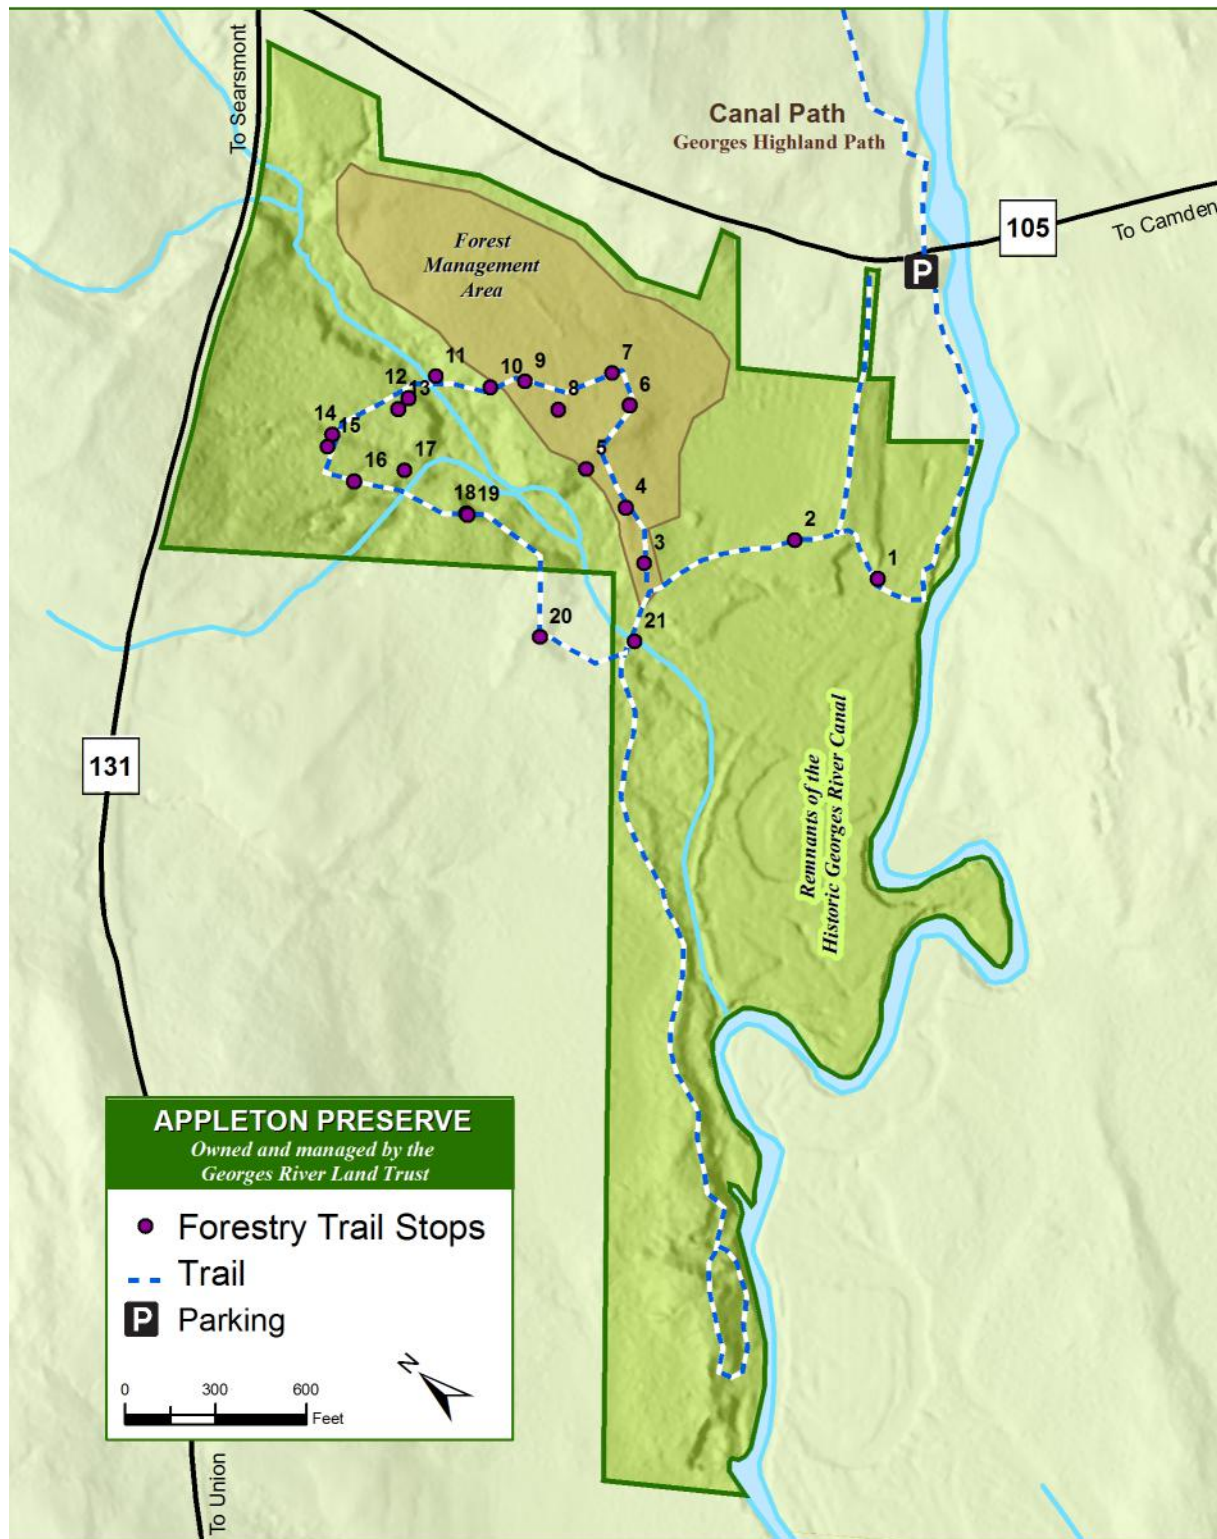 To Searsmont
Canal Path
Georges Highland Path
105
To Camden
P
Forest
Management
Area
7
11
9
10
12
6
8
13
14
15
5
17
16
4
18
19
2
3
1
20
21
Remnants of the
Historic Georges River Canal
131
APPLETON PRESERVE
Owned and managed by the
Georges River Land Trust
Forestry Trail Stops
Trail
P Parking
N
0 300 600
Feet
To Union